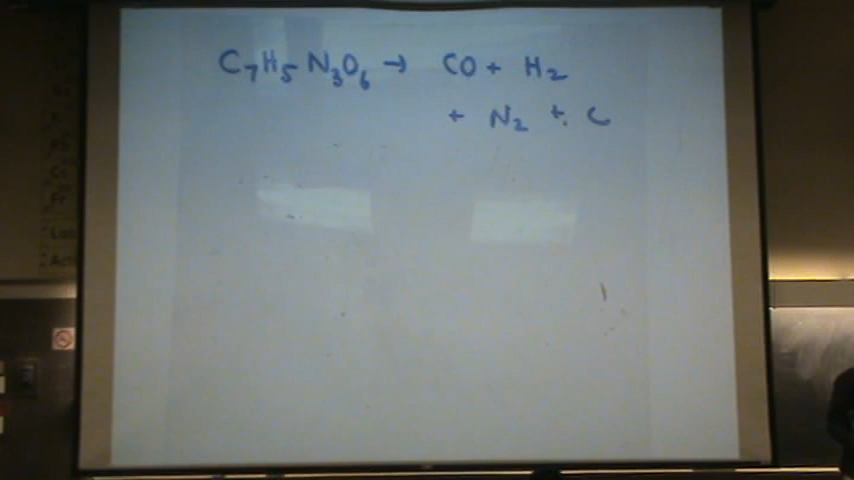 C₇H₅N₃O₆ → CO + H₂
+ N₂ + C